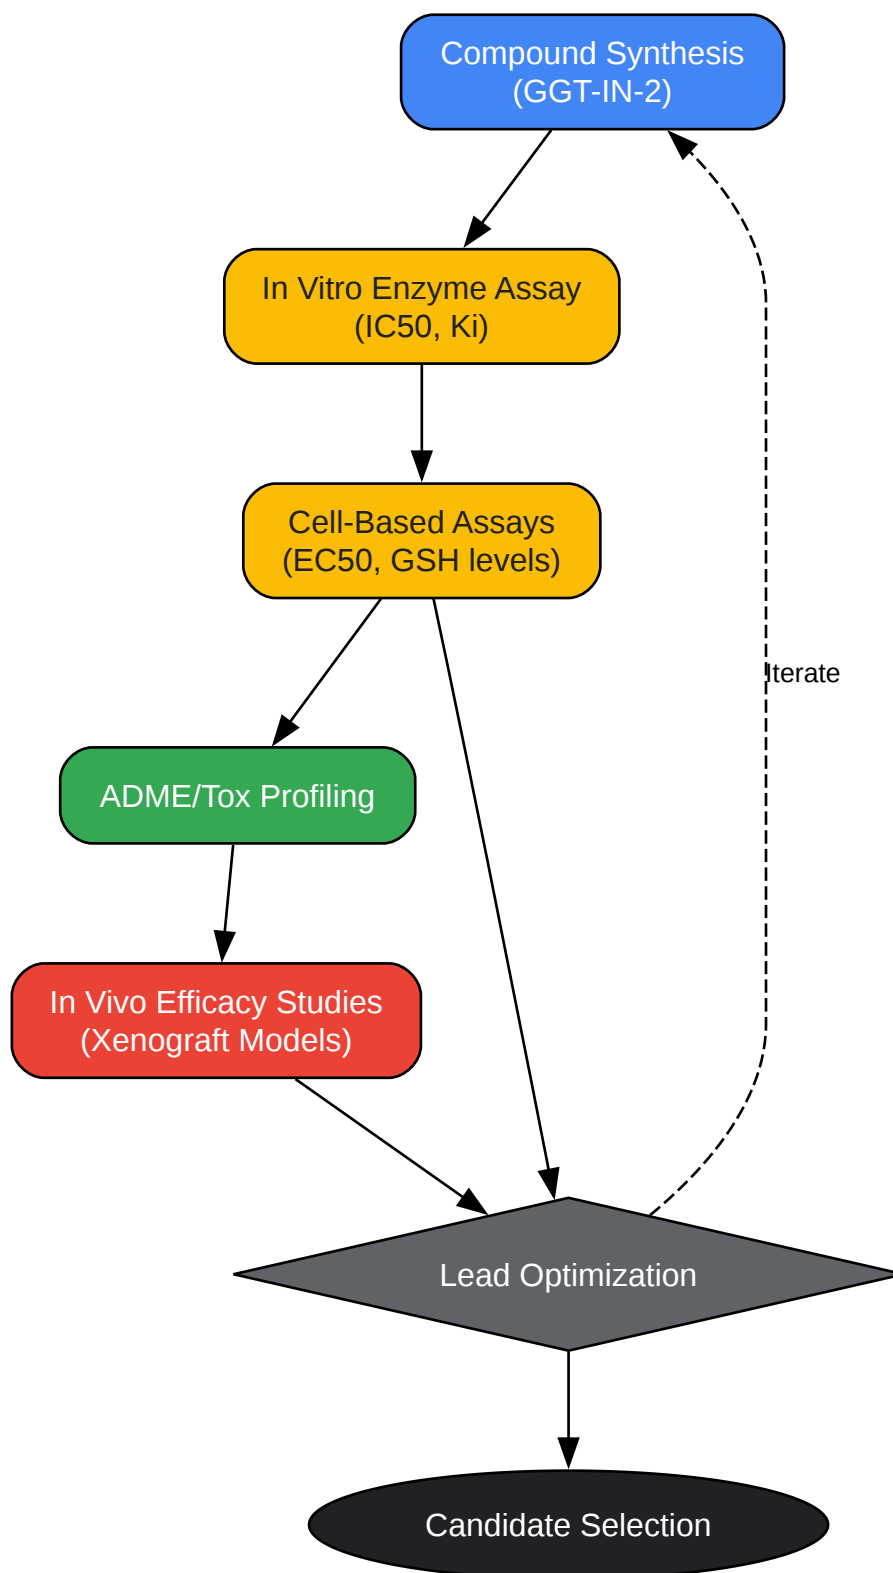 Compound Synthesis
(GGT-IN-2)
In Vitro Enzyme Assay
(IC50, Ki)
Cell-Based Assays
(EC50, GSH levels)
Iterate
ADME/Tox Profiling
In Vivo Efficacy Studies
(Xenograft Models)
Lead Optimization
Candidate Selection